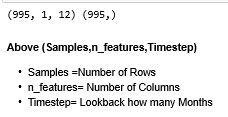 (995, 1, 12) (995,)
Above (Samples,n_features,Timestep)
• Samples =Number of Rows
• n_features= Number of Columns
• Timestep= Lookback how many Months